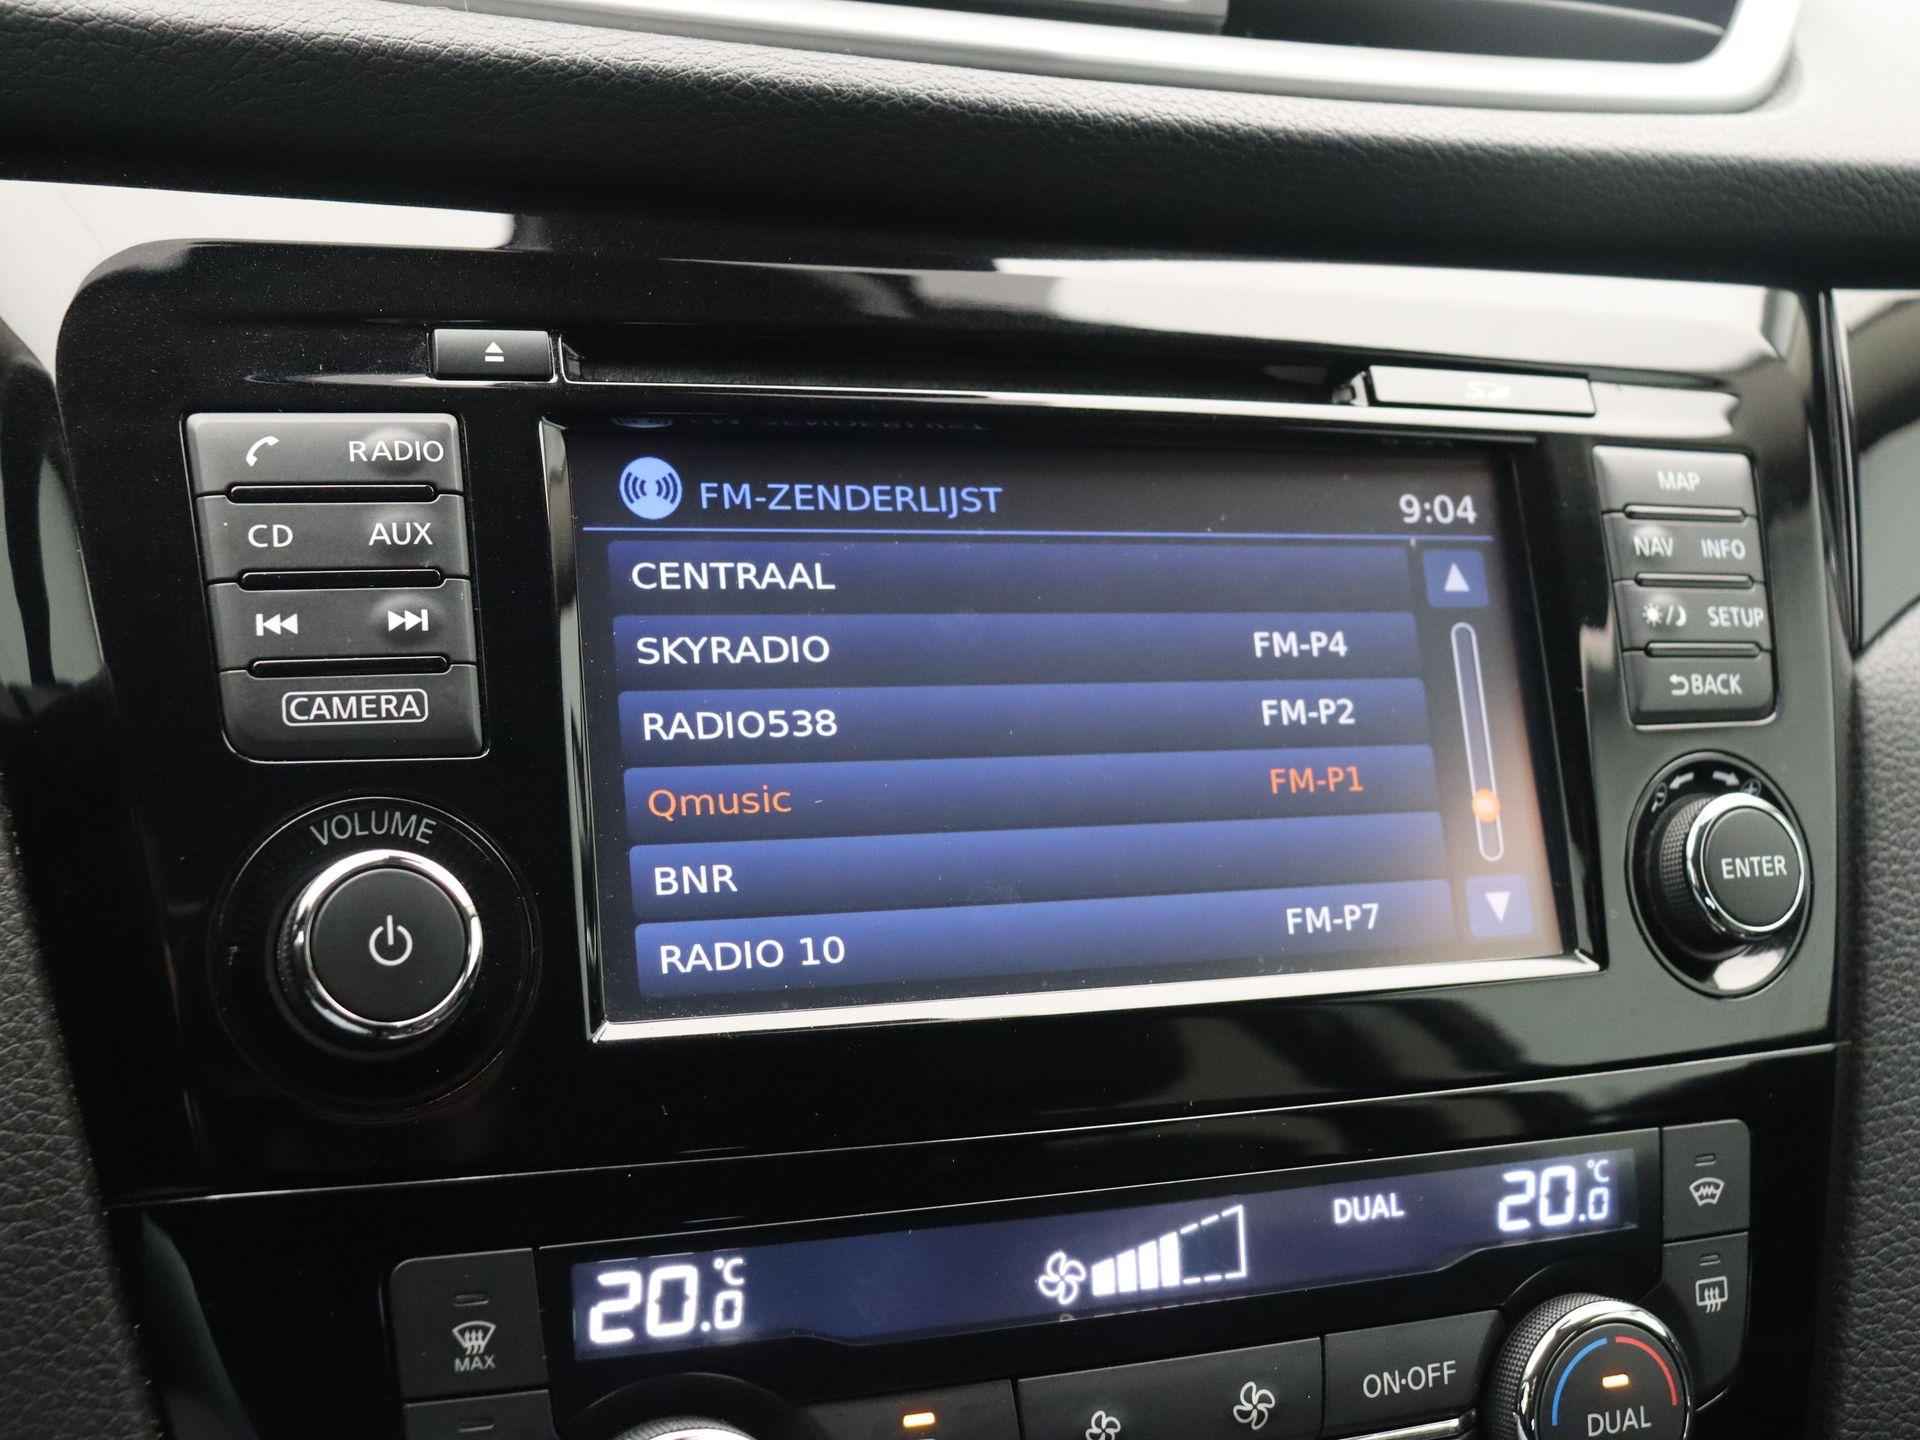 RADIO
CD AUX
CAMERA
VOLUME
FM-ZENDERLIJST 9:04
CENTRAAL
SKYRADIO FM-P4
RADIO538 FM-P2
Qmusic FM-P1
BNR
RADIO 10 FM-P7
MAP
NAV INFO
SETUP
BACK
ENTER
20.0 °C DUAL 20.0 °C
MAX
ON·OFF
DUAL